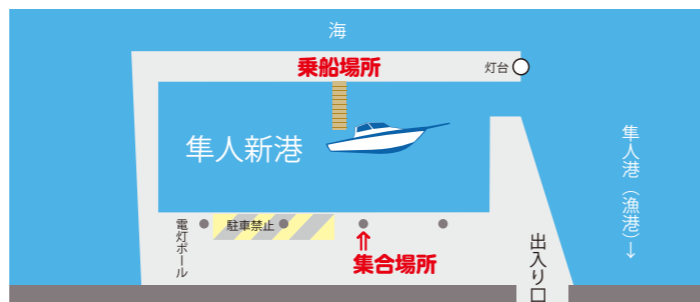 海
乗船場所
灯台
隼人新港
隼人港（漁港）↓
電灯ポール
駐車禁止
⇑
集合場所
出入り口